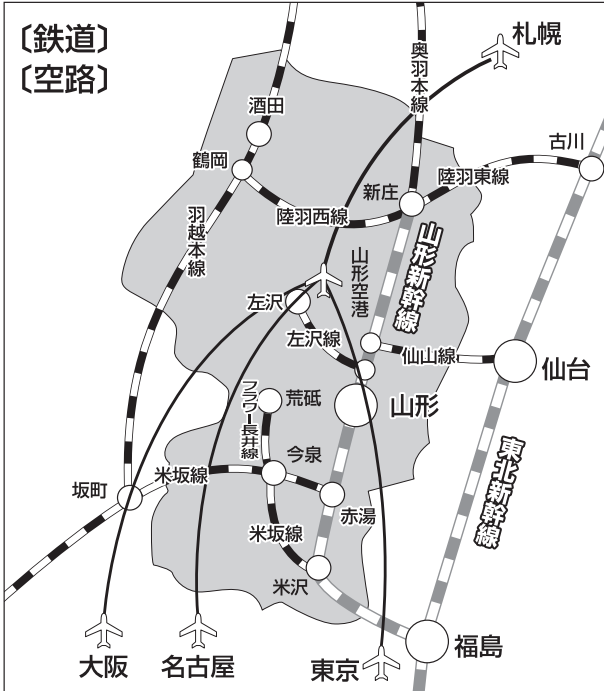 〔鉄道〕
〔空路〕
札幌
奥羽本線
酒田
古川
鶴岡
陸羽東線
新庄
陸羽西線
羽越本線
山形新幹線
山形空港
左沢
左沢線
仙山線
仙台
フラワー長井線
荒砥
山形
今泉
東北新幹線
米坂線
坂町
赤湯
米坂線
米沢
福島
大阪
名古屋
東京